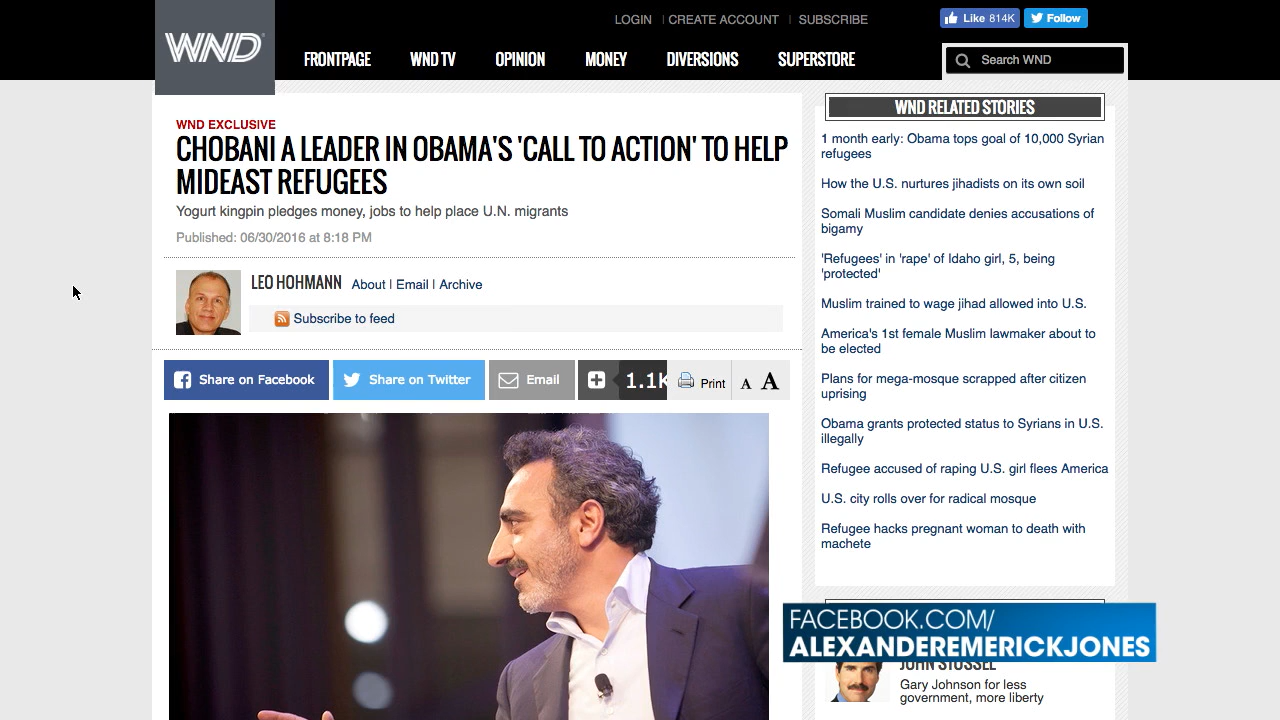 LOGIN | CREATE ACCOUNT | SUBSCRIBE
Like 814K
Follow
WND
FRONTPAGE WND TV OPINION MONEY DIVERSIONS SUPERSTORE
Search WND
WND EXCLUSIVE
CHOBANI A LEADER IN OBAMA'S 'CALL TO ACTION' TO HELP
MIDEAST REFUGEES
Yogurt kingpin pledges money, jobs to help place U.N. migrants
Published: 06/30/2016 at 8:18 PM
LEO HOHMANN About | Email | Archive
Subscribe to feed
Share on Facebook Share on Twitter Email 1.1K Print A A
WND RELATED STORIES
1 month early: Obama tops goal of 10,000 Syrian
refugees
How the U.S. nurtures jihadists on its own soil
Somali Muslim candidate denies accusations of
bigamy
'Refugees' in 'rape' of Idaho girl, 5, being
'protected'
Muslim trained to wage jihad allowed into U.S.
America's 1st female Muslim lawmaker about to
be elected
Plans for mega-mosque scrapped after citizen
uprising
Obama grants protected status to Syrians in U.S.
illegally
Refugee accused of raping U.S. girl flees America
U.S. city rolls over for radical mosque
Refugee hacks pregnant woman to death with
machete
FACEBOOK.COM/
ALEXANDEREMERICKJONES
JOHN STOSSEL
Gary Johnson for less
government, more liberty